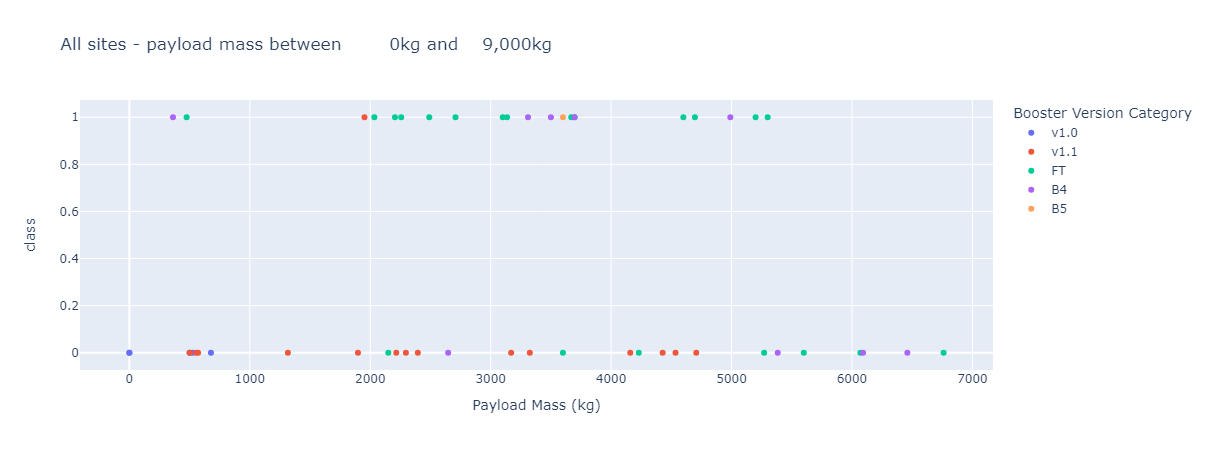 All sites - payload mass between 0kg and 9,000kg
Booster Version Category
1
v1.0
v1.1
0.8
FT
B4
0.6
B5
class
0.4
0.2
0
0 1000 2000 3000 4000 5000 6000 7000
Payload Mass (kg)